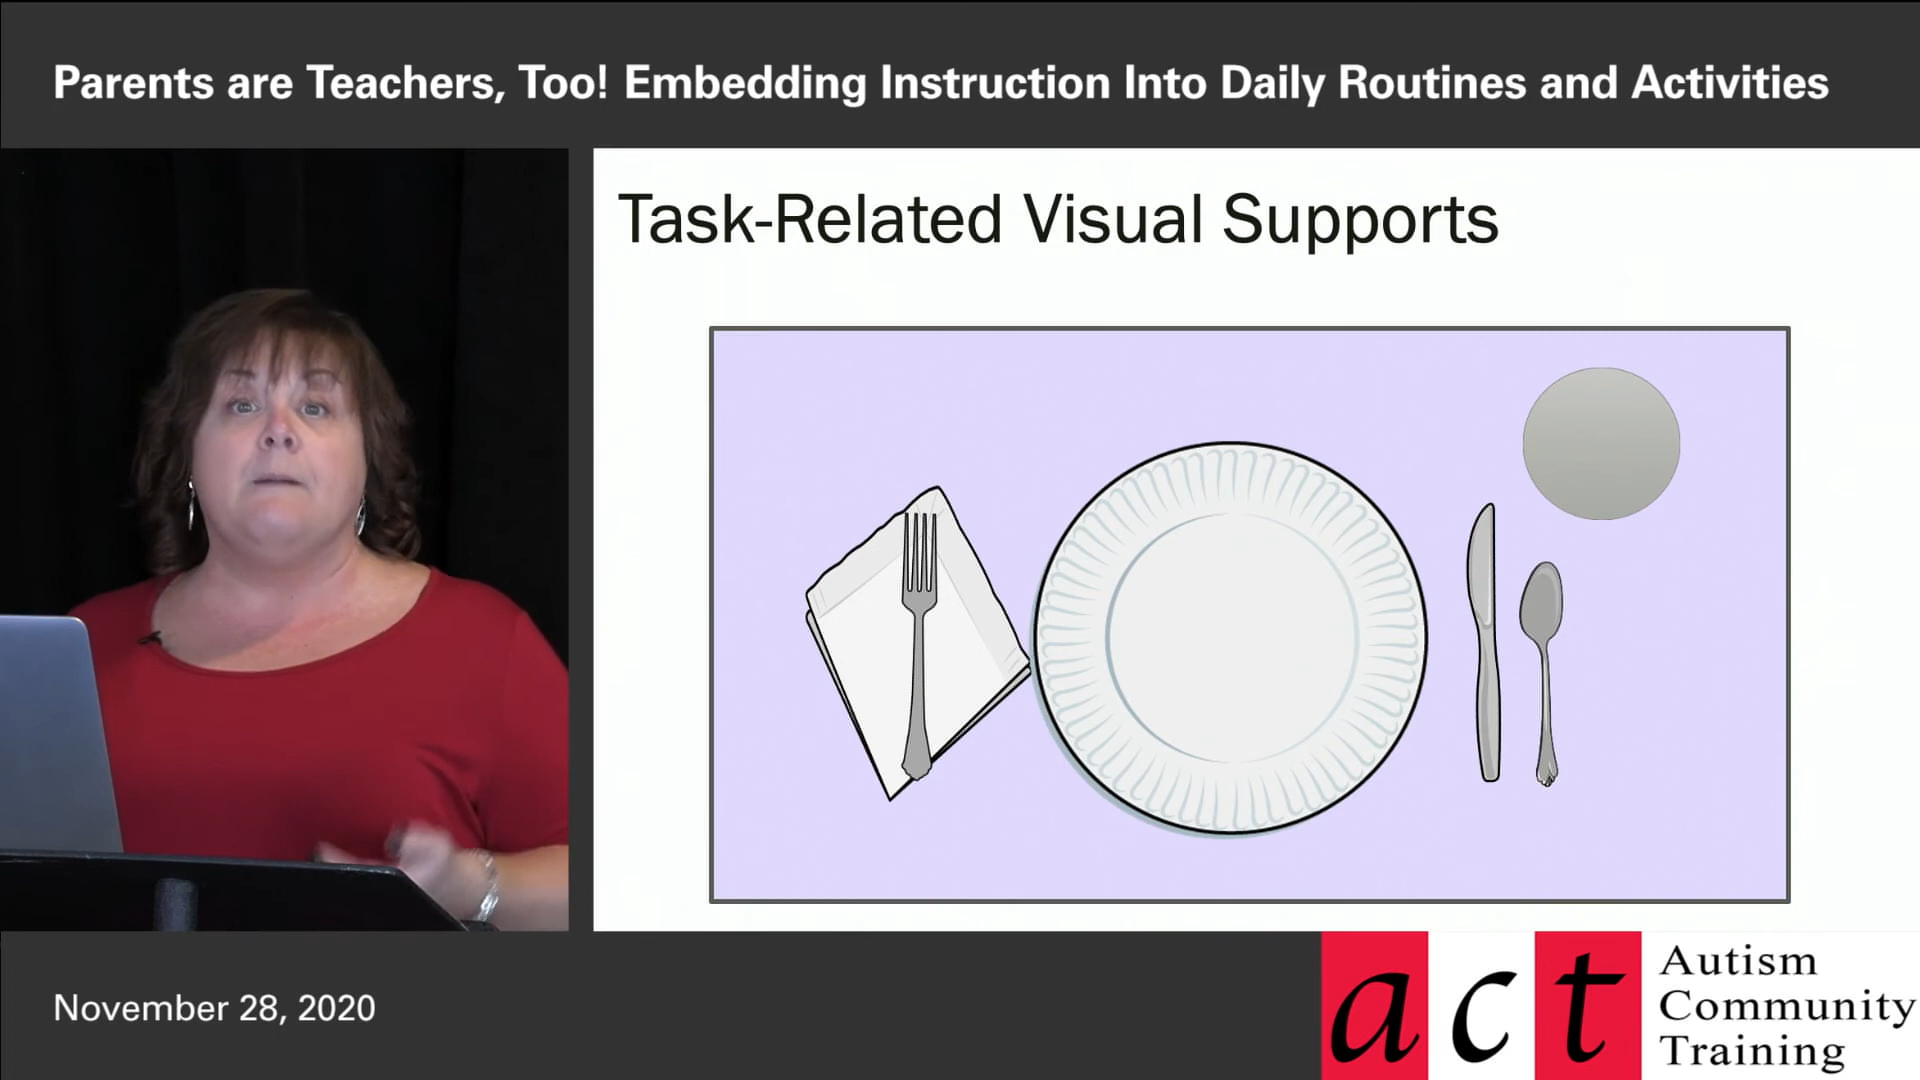 Parents are Teachers, Too! Embedding Instruction Into Daily Routines and Activities
Task-Related Visual Supports
November 28, 2020
act
Autism
Community
Training